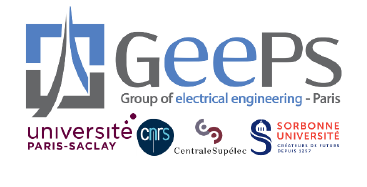 GeePs
Group of electrical engineering - Paris
université
PARIS-SACLAY
cnrs
CentraleSupélec
SORBONNE
UNIVERSITÉ
CRÉATEURS DE FUTURS
DEPUIS 1257